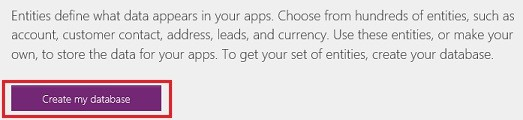 Entities define what data appears in your apps. Choose from hundreds of entities, such as
account, customer contact, address, leads, and currency. Use these entities, or make your
own, to store the data for your apps. To get your set of entities, create your database.
Create my database